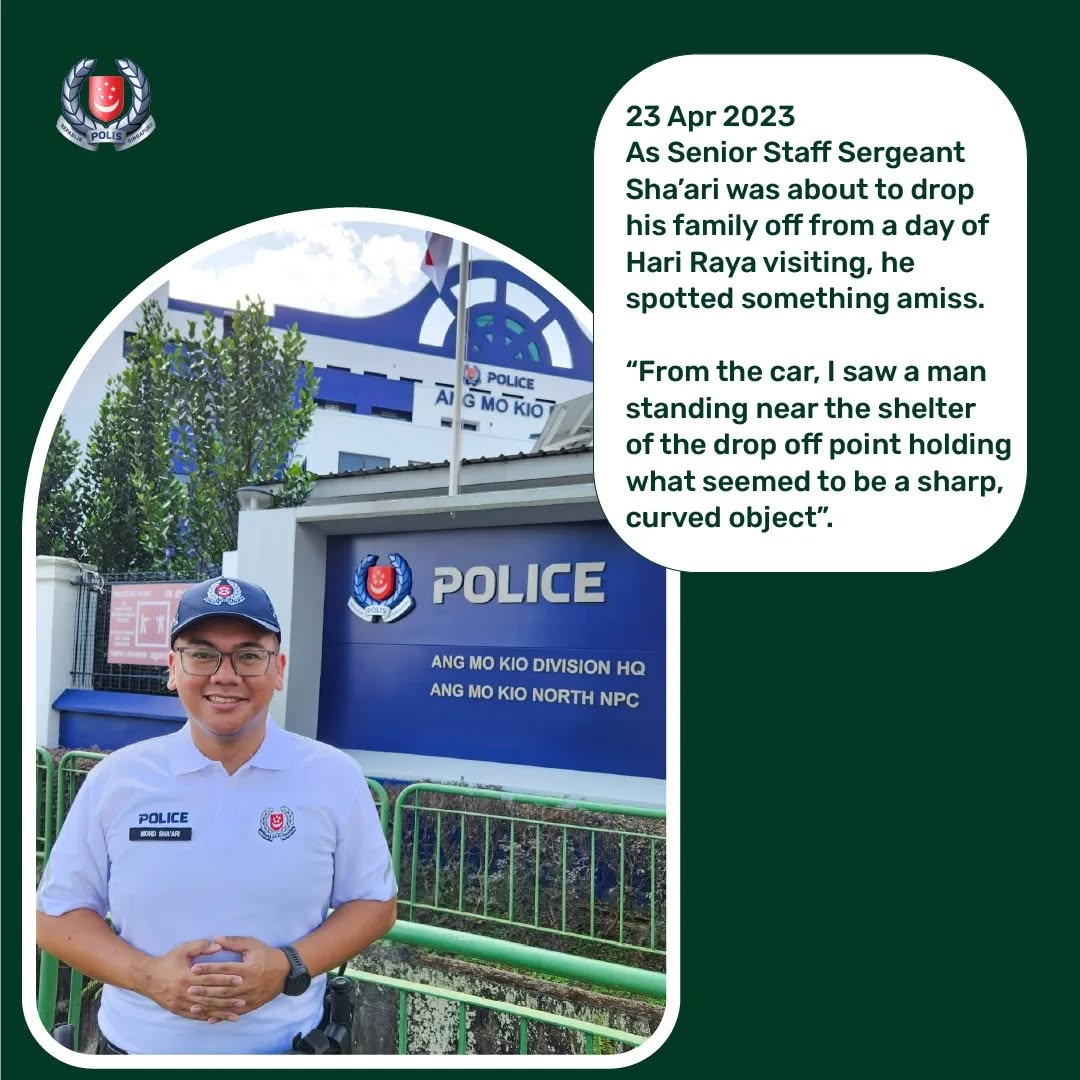 REPABLIK POLIS SINGAPURA
23 Apr 2023
As Senior Staff Sergeant
Sha’ari was about to drop
his family off from a day of
Hari Raya visiting, he
spotted something amiss.
“From the car, I saw a man
standing near the shelter
of the drop off point holding
what seemed to be a sharp,
curved object”.
POLICE
ANG MO KIO
POLIS
POLICE
ANG MO KIO DIVISION HQ
ANG MO KIO NORTH NPC
POLICE
MOHD SHA'ARI